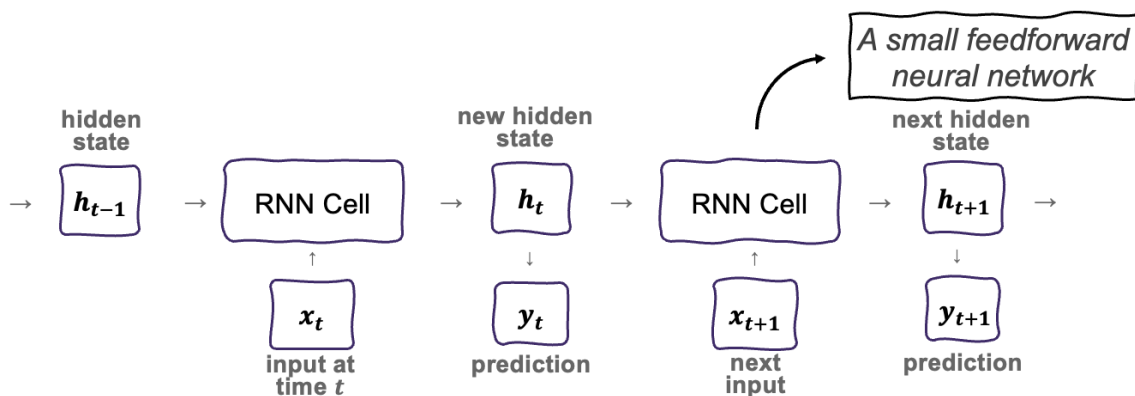 A small feedforward
neural network
hidden
state
new hidden
state
next hidden
state
→ h_{t−1} → RNN Cell → h_t → RNN Cell → h_{t+1} →
↑ ↓ ↑ ↓
x_t y_t x_{t+1} y_{t+1}
input at
time t
prediction
next
input
prediction